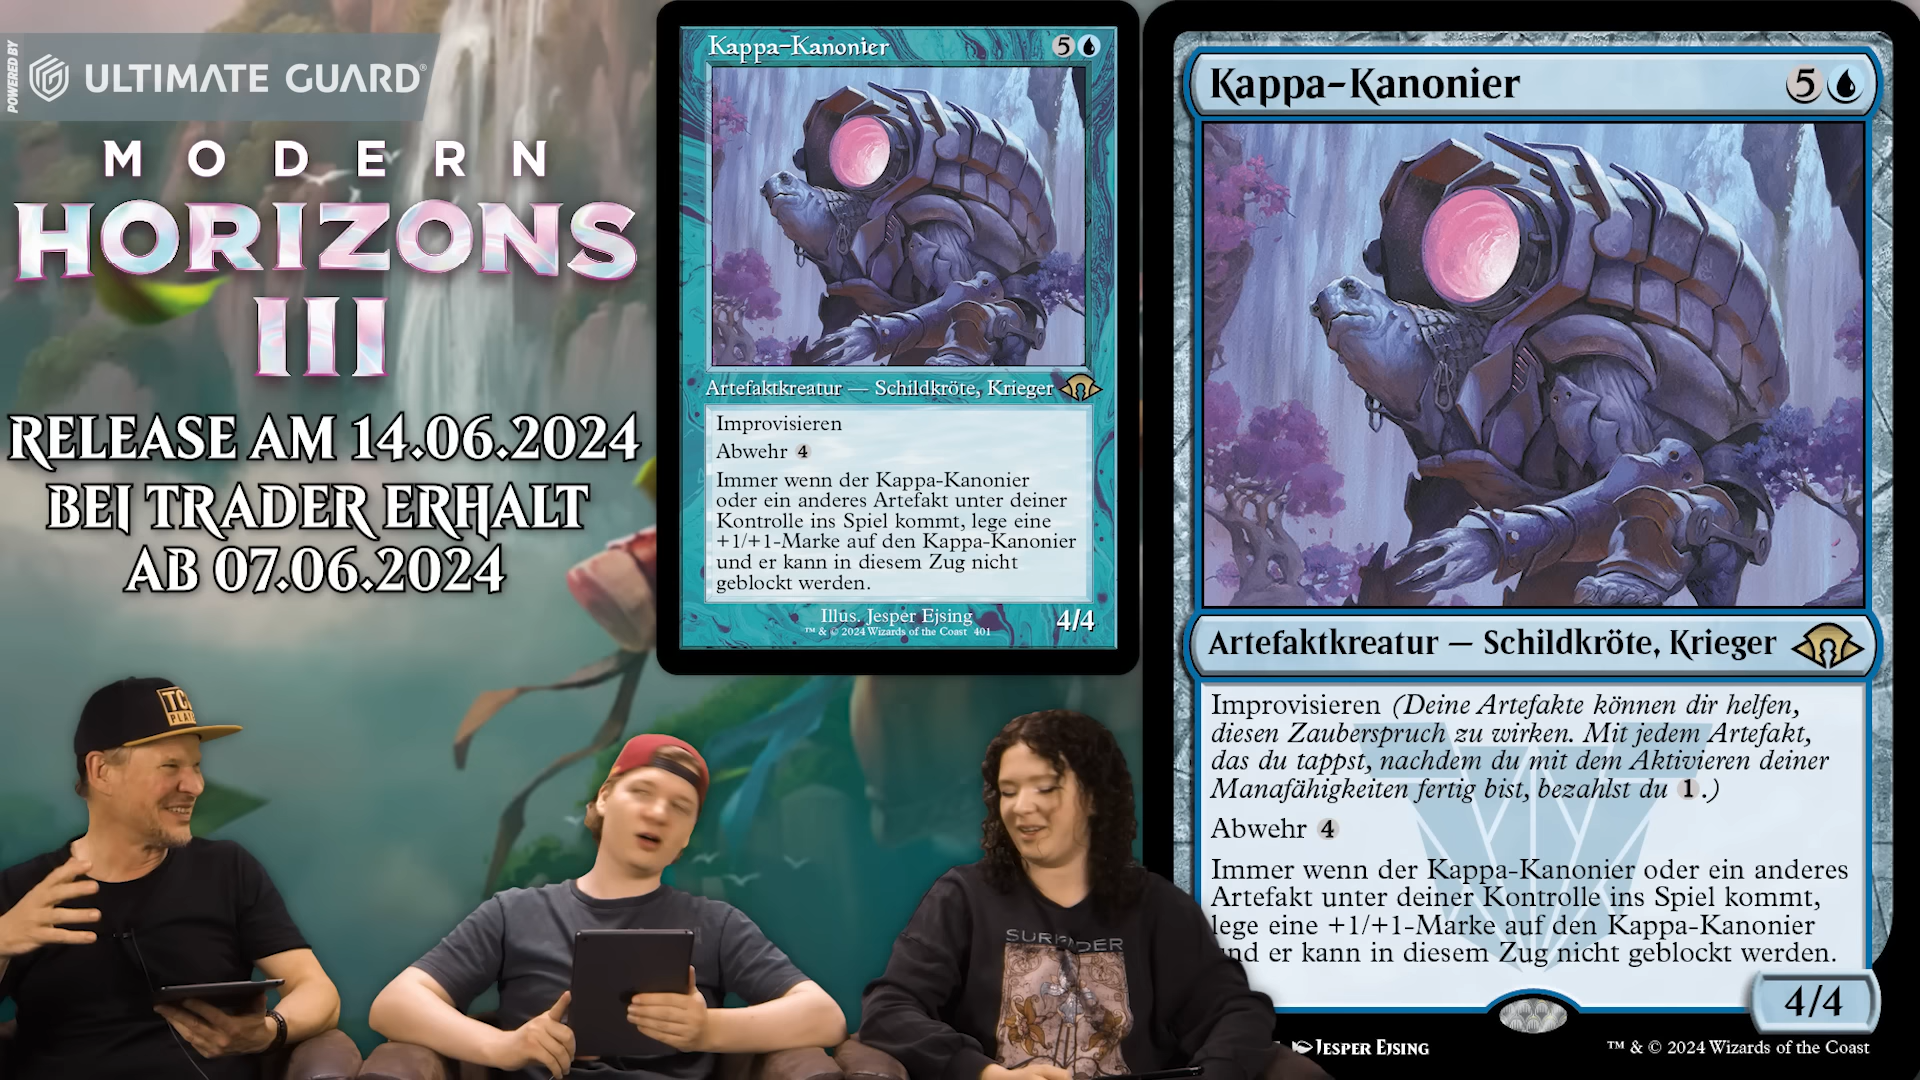 POWERED BY
ULTIMATE GUARD®
MODERN
HORIZONS
III
RELEASE AM 14.06.2024
BEI TRADER ERHALT
AB 07.06.2024
Kappa-Kanonier 5
Artefaktkreatur — Schildkröte, Krieger
Improvisieren
Abwehr 4
Immer wenn der Kappa-Kanonier
oder ein anderes Artefakt unter deiner
Kontrolle ins Spiel kommt, lege eine
+1/+1-Marke auf den Kappa-Kanonier
und er kann in diesem Zug nicht
geblockt werden.
Illus. Jesper Ejsing
™ & © 2024 Wizards of the Coast 401
4/4
Kappa-Kanonier 5
Artefaktkreatur — Schildkröte, Krieger
Improvisieren (Deine Artefakte können dir helfen,
diesen Zauberspruch zu wirken. Mit jedem Artefakt,
das du tappst, nachdem du mit dem Aktivieren deiner
Manafähigkeiten fertig bist, bezahlst du 1.)
Abwehr 4
Immer wenn der Kappa-Kanonier oder ein anderes
Artefakt unter deiner Kontrolle ins Spiel kommt,
lege eine +1/+1-Marke auf den Kappa-Kanonier
und er kann in diesem Zug nicht geblockt werden.
4/4
JESPER EJSING
™ & © 2024 Wizards of the Coast